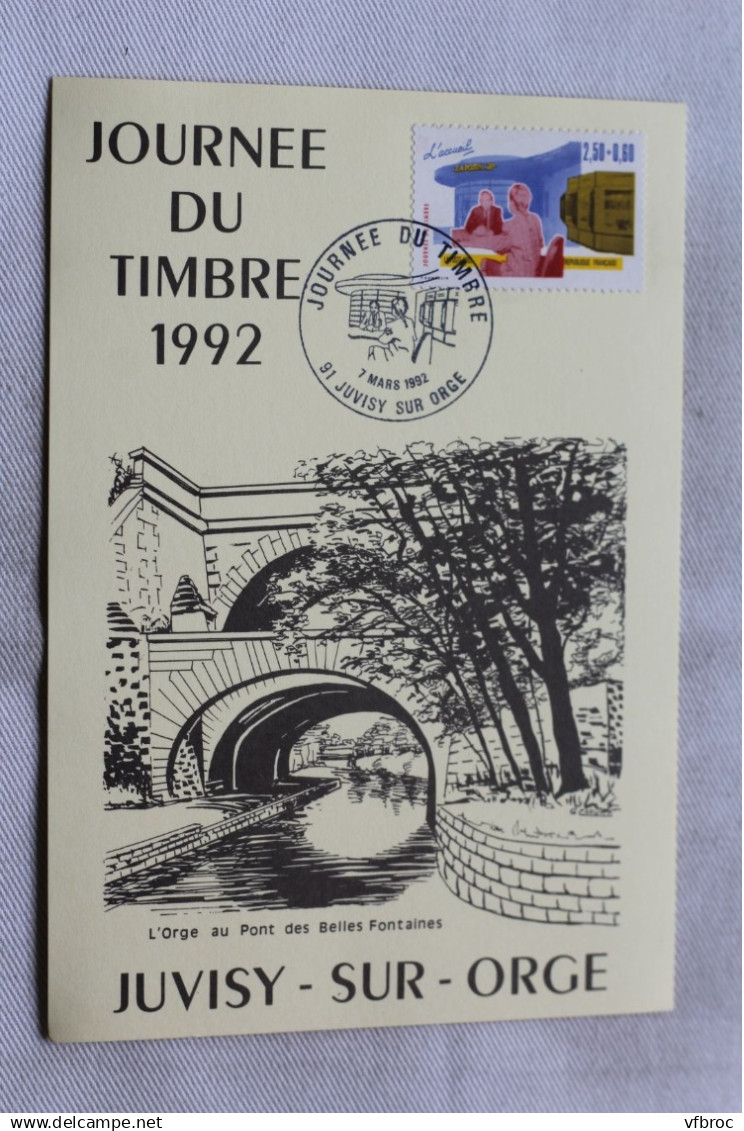 JOURNEE
DU
TIMBRE
1992
L'accueil
2,50+0,60
REPUBLIQUE FRANÇAISE
JOURNEE DU TIMBRE
7 MARS 1992
91 JUVISY SUR ORGE
L'Orge au Pont des Belles Fontaines
JUVISY - SUR - ORGE
Delcampe.net
vfbroc